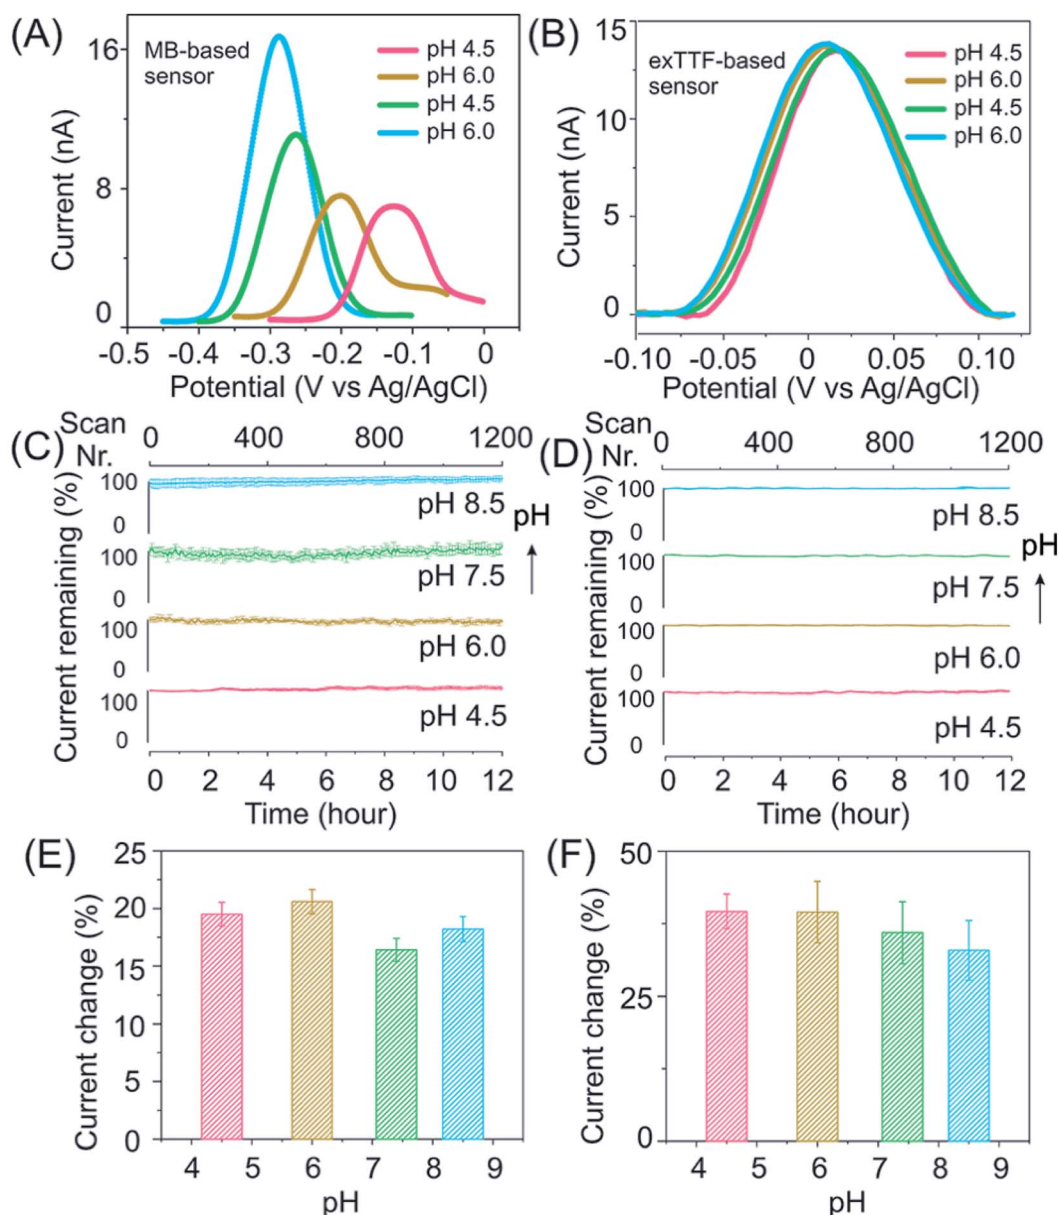 (A)
MB-based
sensor
pH 4.5
pH 6.0
pH 4.5
pH 6.0
Current (nA)
16
8
0
-0.5 -0.4 -0.3 -0.2 -0.1 0
Potential (V vs Ag/AgCl)
(B)
exTTF-based
sensor
pH 4.5
pH 6.0
pH 4.5
pH 6.0
Current (nA)
15
10
5
0
-0.10 -0.05 0 0.05 0.10
Potential (V vs Ag/AgCl)
(C)
Scan
Nr.
0 400 800 1200
Current remaining (%)
100
0
pH 8.5
100
0
pH 7.5
100
0
pH 6.0
100
0
pH 4.5
pH
0 2 4 6 8 10 12
Time (hour)
(D)
Scan
Nr.
0 400 800 1200
Current remaining (%)
100
0
pH 8.5
100
0
pH 7.5
100
0
pH 6.0
100
0
pH 4.5
pH
0 2 4 6 8 10 12
Time (hour)
(E)
Current change (%)
25
20
15
10
5
0
4 5 6 7 8 9
pH
(F)
Current change (%)
50
25
0
4 5 6 7 8 9
pH